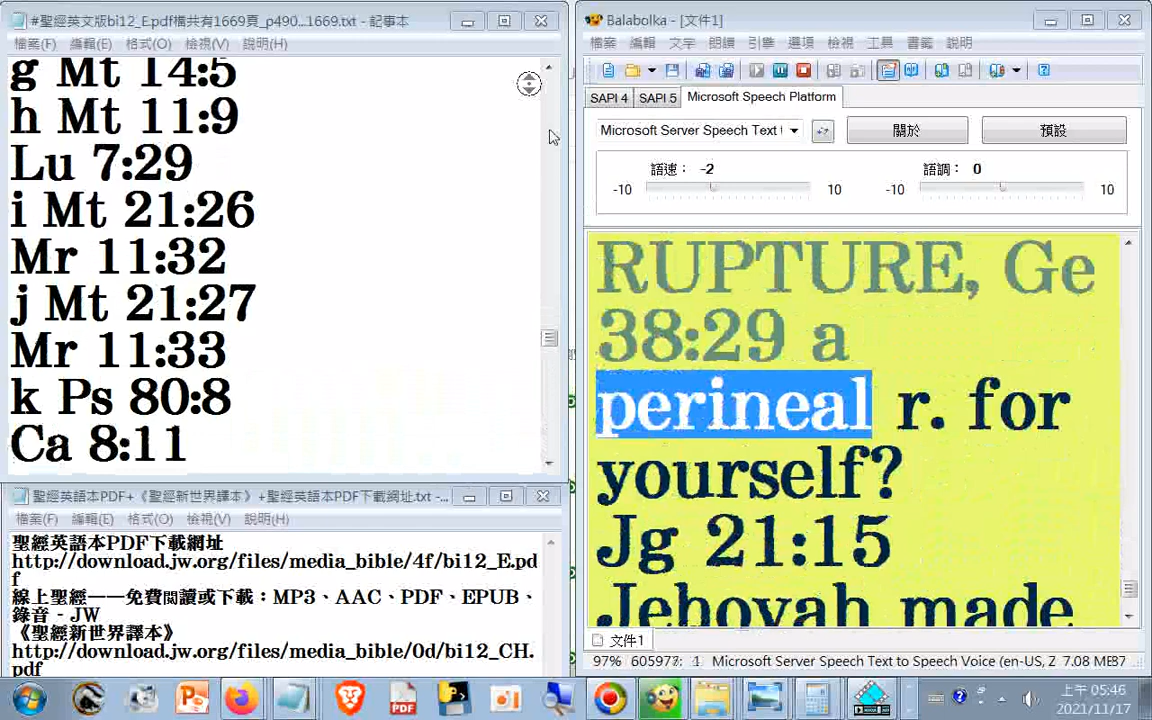 #聖經英文版bi12_E.pdf檔共有1669頁_p490...1669.txt - 記事本
檔案(F) 編輯(E) 格式(O) 檢視(V) 說明(H)
g Mt 14:5
h Mt 11:9
Lu 7:29
i Mt 21:26
Mr 11:32
j Mt 21:27
Mr 11:33
k Ps 80:8
Ca 8:11
聖經英語本PDF+《聖經新世界譯本》+聖經英語本PDF下載網址.txt - ...
檔案(F) 編輯(E) 格式(O) 檢視(V) 說明(H)
聖經英語本PDF下載網址
http://download.jw.org/files/media_bible/4f/bi12_E.pd
f
線上聖經——免費閱讀或下載：MP3、AAC、PDF、EPUB、
錄音 - JW
《聖經新世界譯本》
http://download.jw.org/files/media_bible/0d/bi12_CH.
pdf
Balabolka - [文件1]
檔案 編輯 文字 朗讀 引擎 選項 檢視 工具 書籤 說明
SAPI 4 SAPI 5 Microsoft Speech Platform
Microsoft Server Speech Text 關於 預設
語速： -2 語調： 0
-10 10 -10 10
RUPTURE, Ge
38:29 a
perineal r. for
yourself?
Jg 21:15
Jehovah made
文件1
97% Microsoft Server Speech Text to Speech Voice (en-US, Z 7.08 MB
上午 05:46
2021/11/17